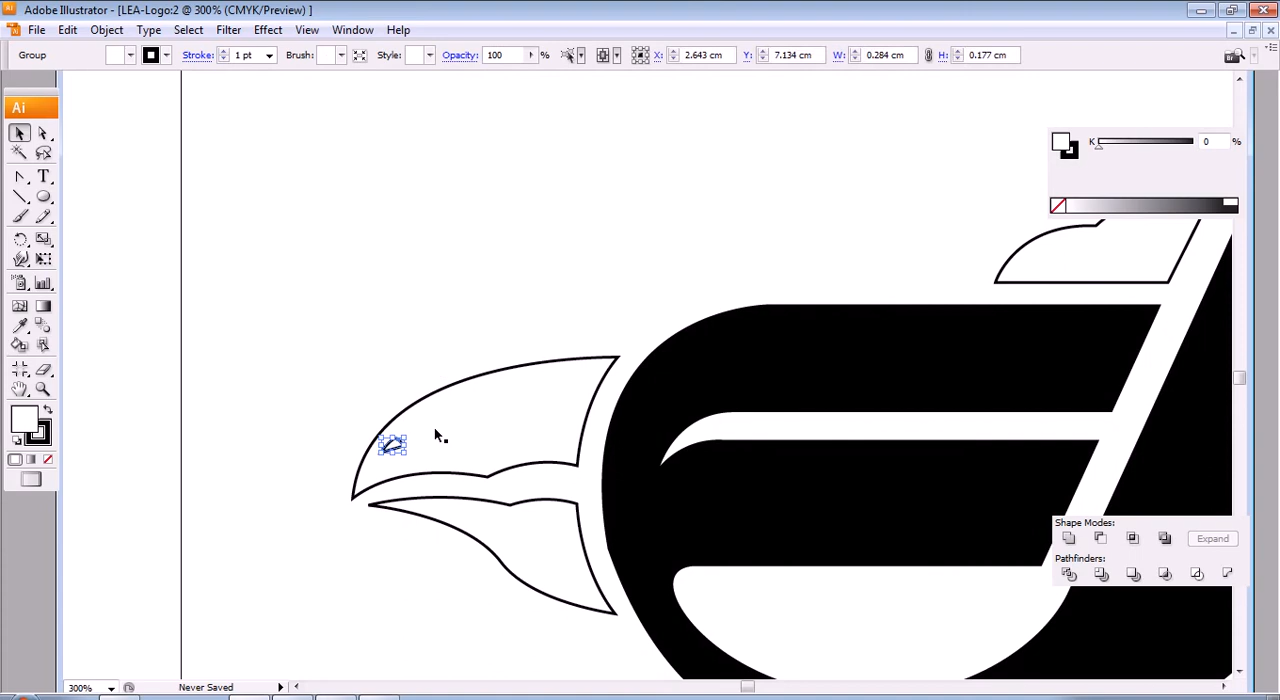 Adobe Illustrator - [LEA-Logo:2 @ 300% (CMYK/Preview) ]
File Edit Object Type Select Filter Effect View Window Help
Group Stroke: 1 pt Brush: Style: Opacity: 100 % X: 2.643 cm Y: 7.134 cm W: 0.284 cm H: 0.177 cm
Ai
K 0 %
Shape Modes:
Expand
Pathfinders:
300% Never Saved